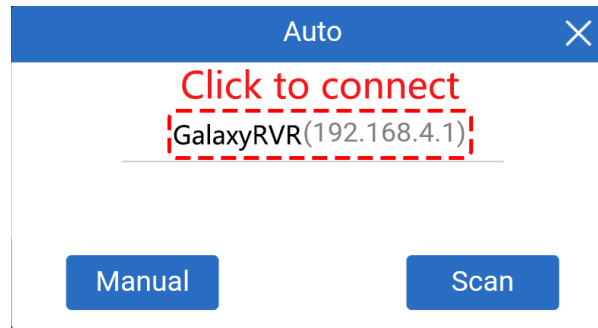 Auto
Click to connect
GalaxyRVR(192.168.4.1)
Manual
Scan